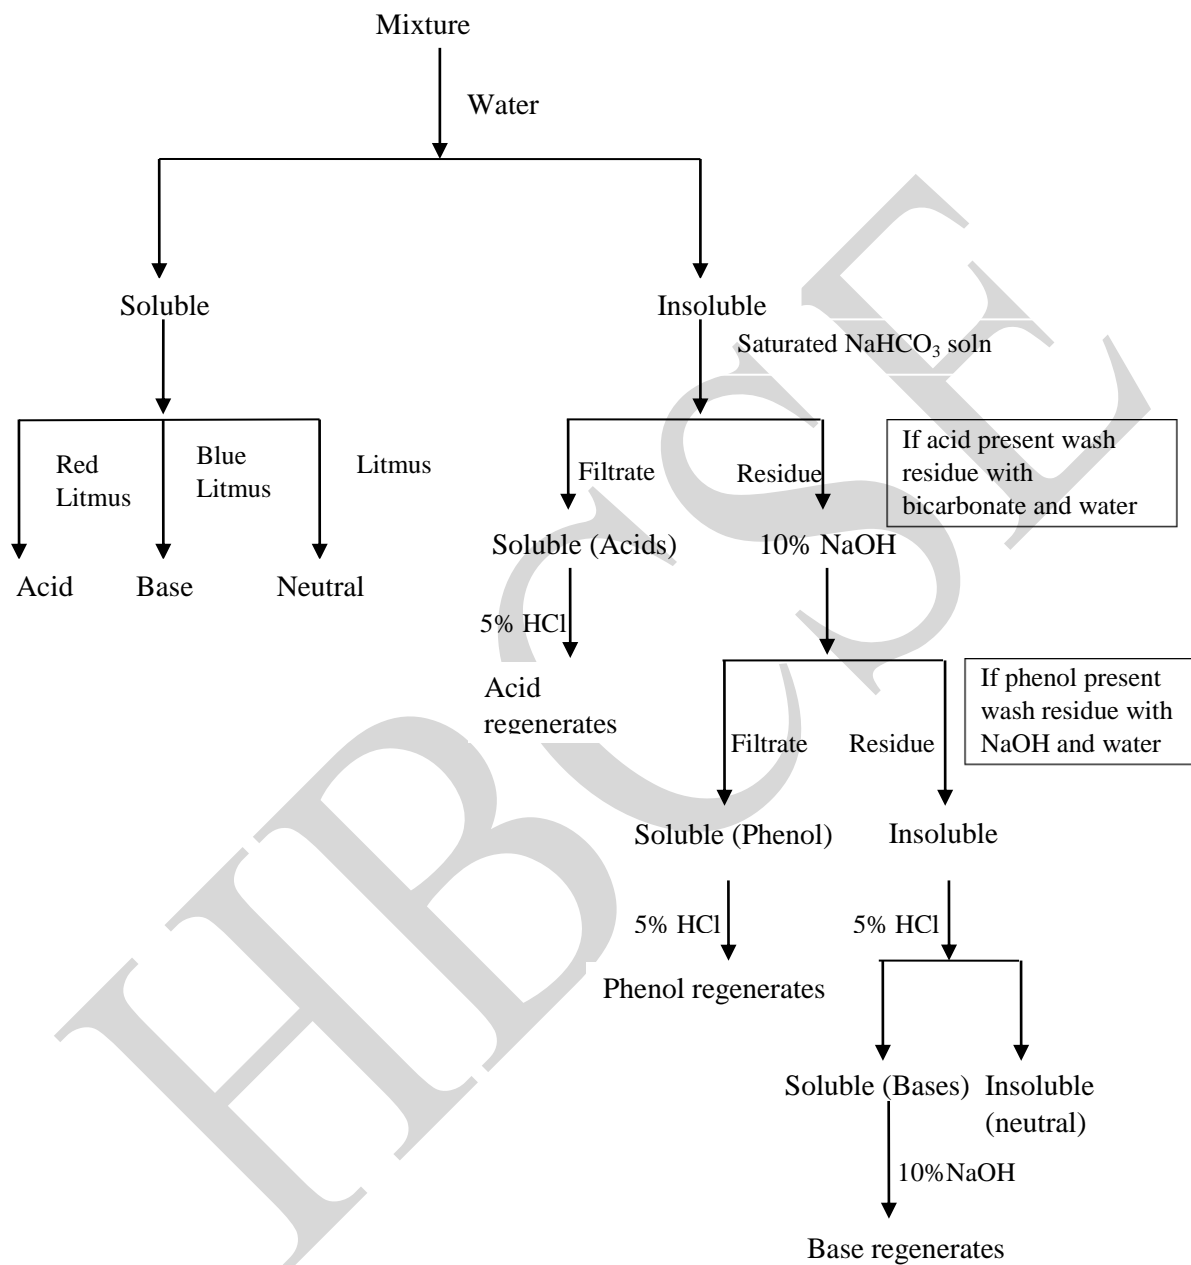 Mixture
Water
Soluble
Insoluble
Saturated NaHCO₃ soln
Red
Litmus
Blue
Litmus
Litmus
Filtrate
Residue
If acid present wash
residue with
bicarbonate and water
Acid
Base
Neutral
Soluble (Acids)
10% NaOH
5% HCl
Acid
regenerates
Filtrate
Residue
If phenol present
wash residue with
NaOH and water
Soluble (Phenol)
Insoluble
5% HCl
5% HCl
Phenol regenerates
Soluble (Bases)
Insoluble
(neutral)
10%NaOH
Base regenerates
HBCSE